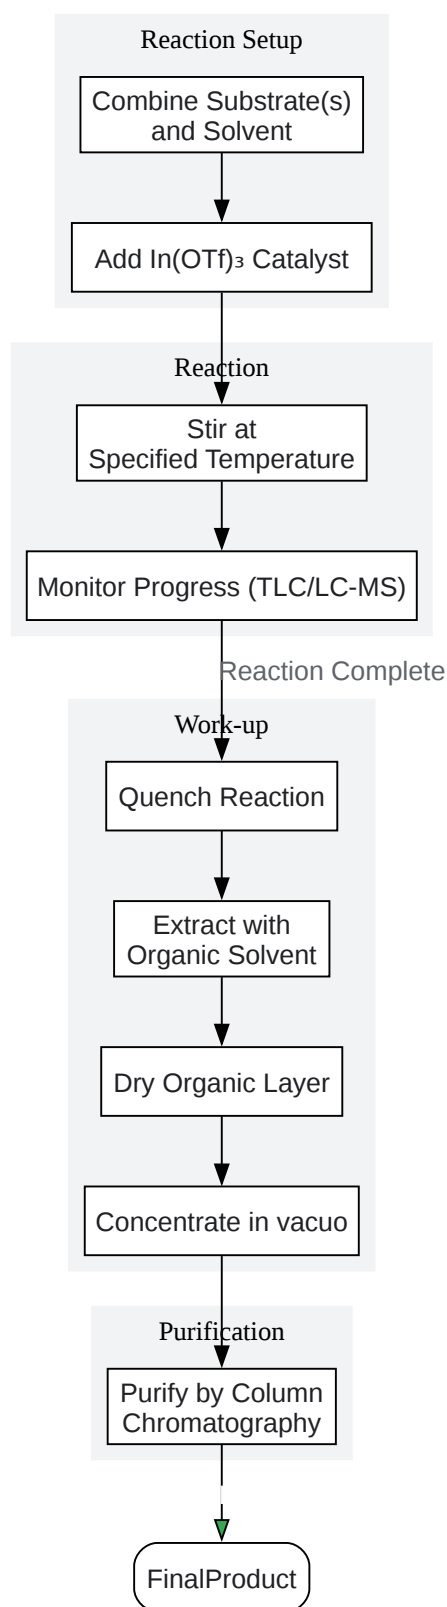 Reaction Setup
Combine Substrate(s)
and Solvent
Add In(OTf)₃ Catalyst
Reaction
Stir at
Specified Temperature
Monitor Progress (TLC/LC-MS)
Reaction Complete
Work-up
Quench Reaction
Extract with
Organic Solvent
Dry Organic Layer
Concentrate in vacuo
Purification
Purify by Column
Chromatography
FinalProduct